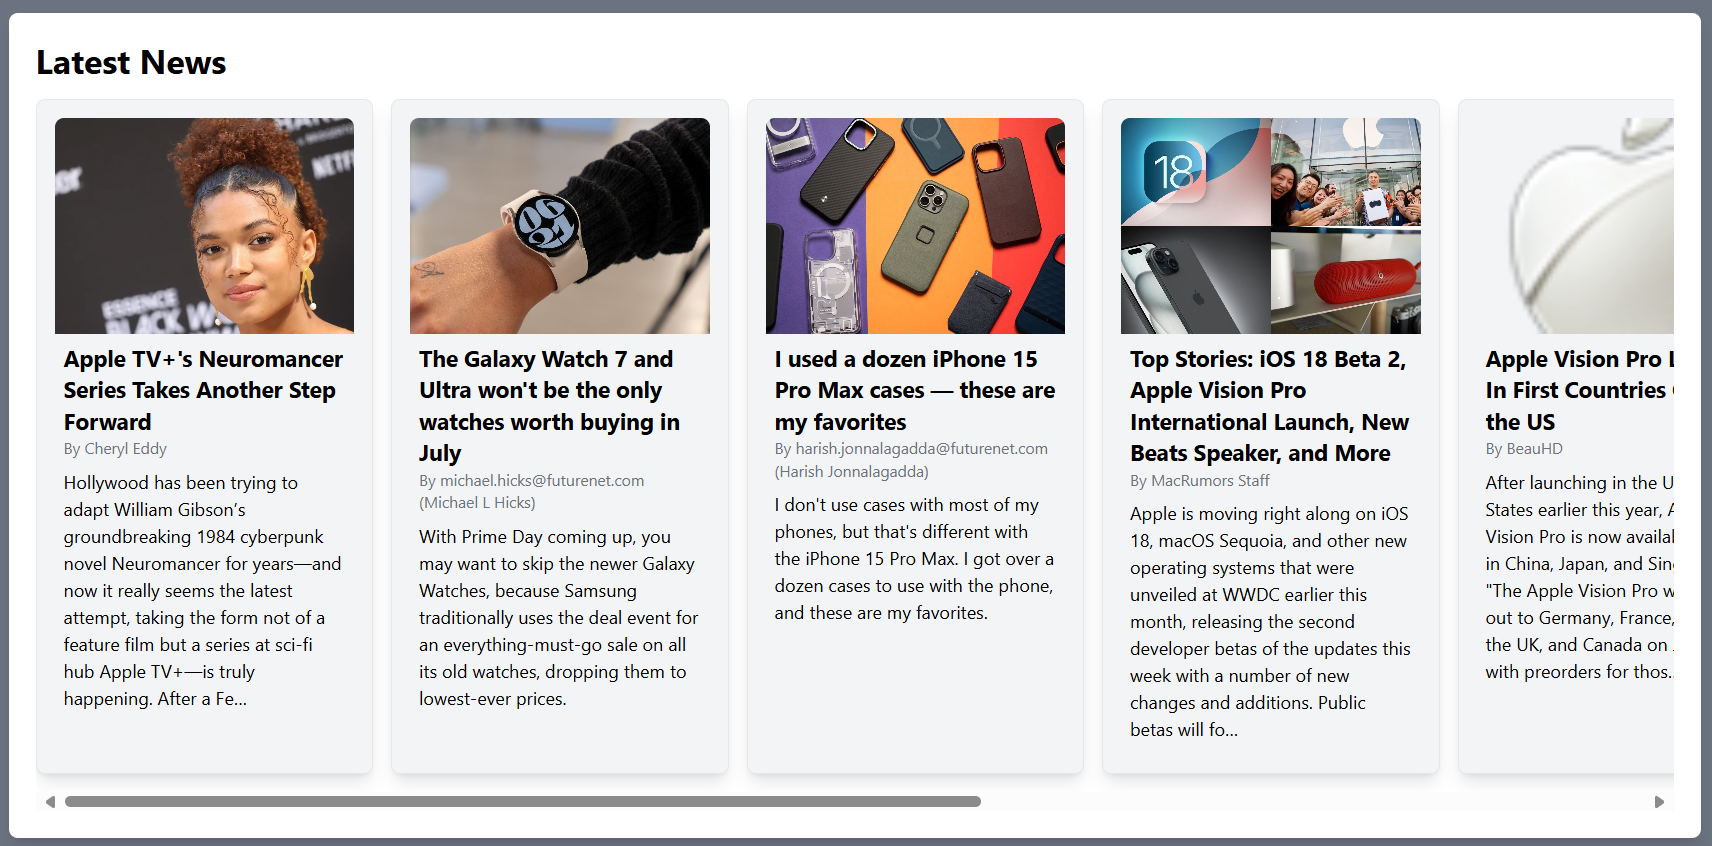 Latest News
NETF
ESSENCE
BLACK W
Apple TV+'s Neuromancer
Series Takes Another Step
Forward
By Cheryl Eddy
Hollywood has been trying to
adapt William Gibson’s
groundbreaking 1984 cyberpunk
novel Neuromancer for years—and
now it really seems the latest
attempt, taking the form not of a
feature film but a series at sci-fi
hub Apple TV+—is truly
happening. After a Fe...
06
21
The Galaxy Watch 7 and
Ultra won't be the only
watches worth buying in
July
By michael.hicks@futurenet.com
(Michael L Hicks)
With Prime Day coming up, you
may want to skip the newer Galaxy
Watches, because Samsung
traditionally uses the deal event for
an everything-must-go sale on all
its old watches, dropping them to
lowest-ever prices.
I used a dozen iPhone 15
Pro Max cases — these are
my favorites
By harish.jonnalagadda@futurenet.com
(Harish Jonnalagadda)
I don't use cases with most of my
phones, but that's different with
the iPhone 15 Pro Max. I got over a
dozen cases to use with the phone,
and these are my favorites.
18
Top Stories: iOS 18 Beta 2,
Apple Vision Pro
International Launch, New
Beats Speaker, and More
By MacRumors Staff
Apple is moving right along on iOS
18, macOS Sequoia, and other new
operating systems that were
unveiled at WWDC earlier this
month, releasing the second
developer betas of the updates this
week with a number of new
changes and additions. Public
betas will fo...
Apple Vision Pro
In First Countries
the US
By BeauHD
After launching in the U
States earlier this year,
Vision Pro is now availa
in China, Japan, and Sin
"The Apple Vision Pro w
out to Germany, France,
the UK, and Canada on
with preorders for thos..